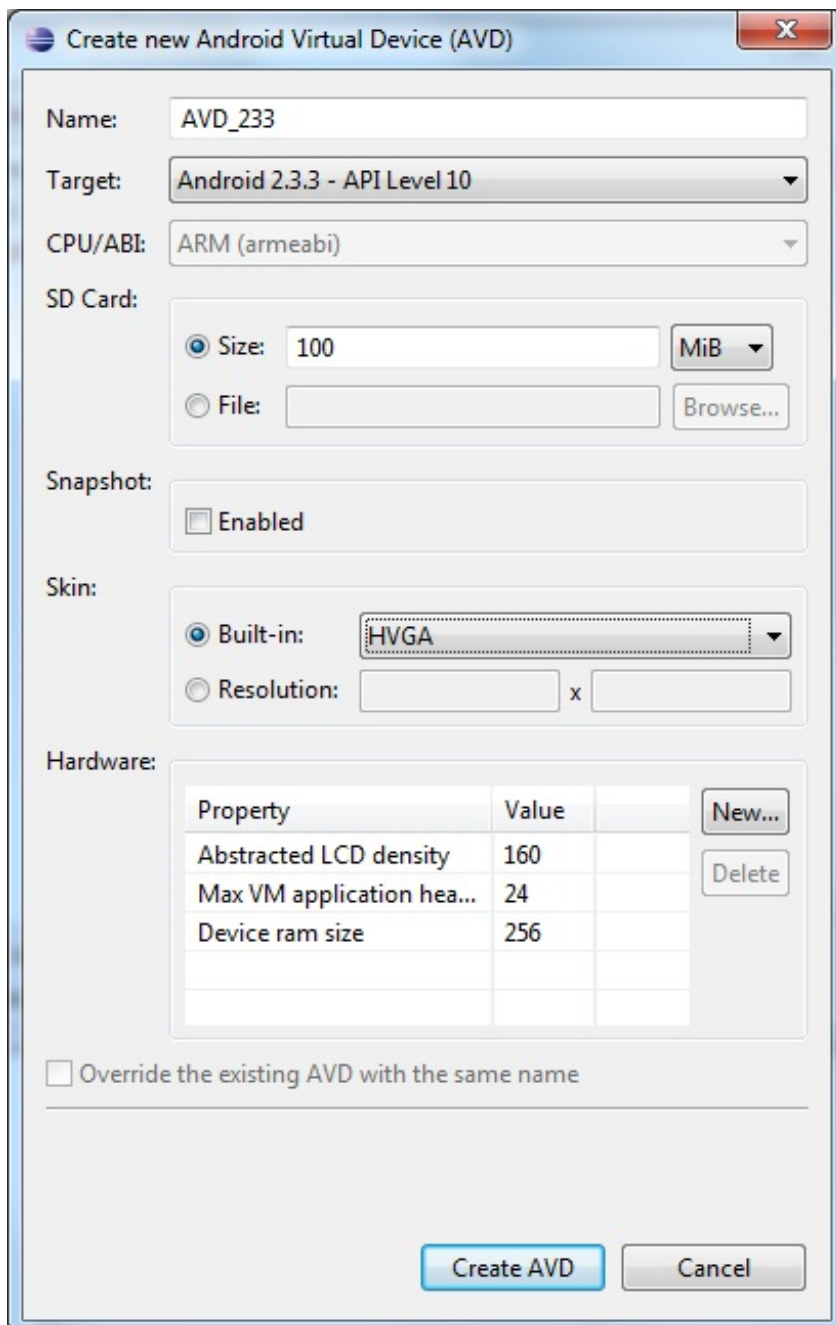 Create new Android Virtual Device (AVD)
Name: AVD_233
Target: Android 2.3.3 - API Level 10
CPU/ABI: ARM (armeabi)
SD Card:
Size: 100 MiB
File: Browse...
Snapshot:
Enabled
Skin:
Built-in: HVGA
Resolution: x
Hardware:
Property Value New...
Abstracted LCD density 160
Delete
Max VM application hea... 24
Device ram size 256
Override the existing AVD with the same name
Create AVD Cancel